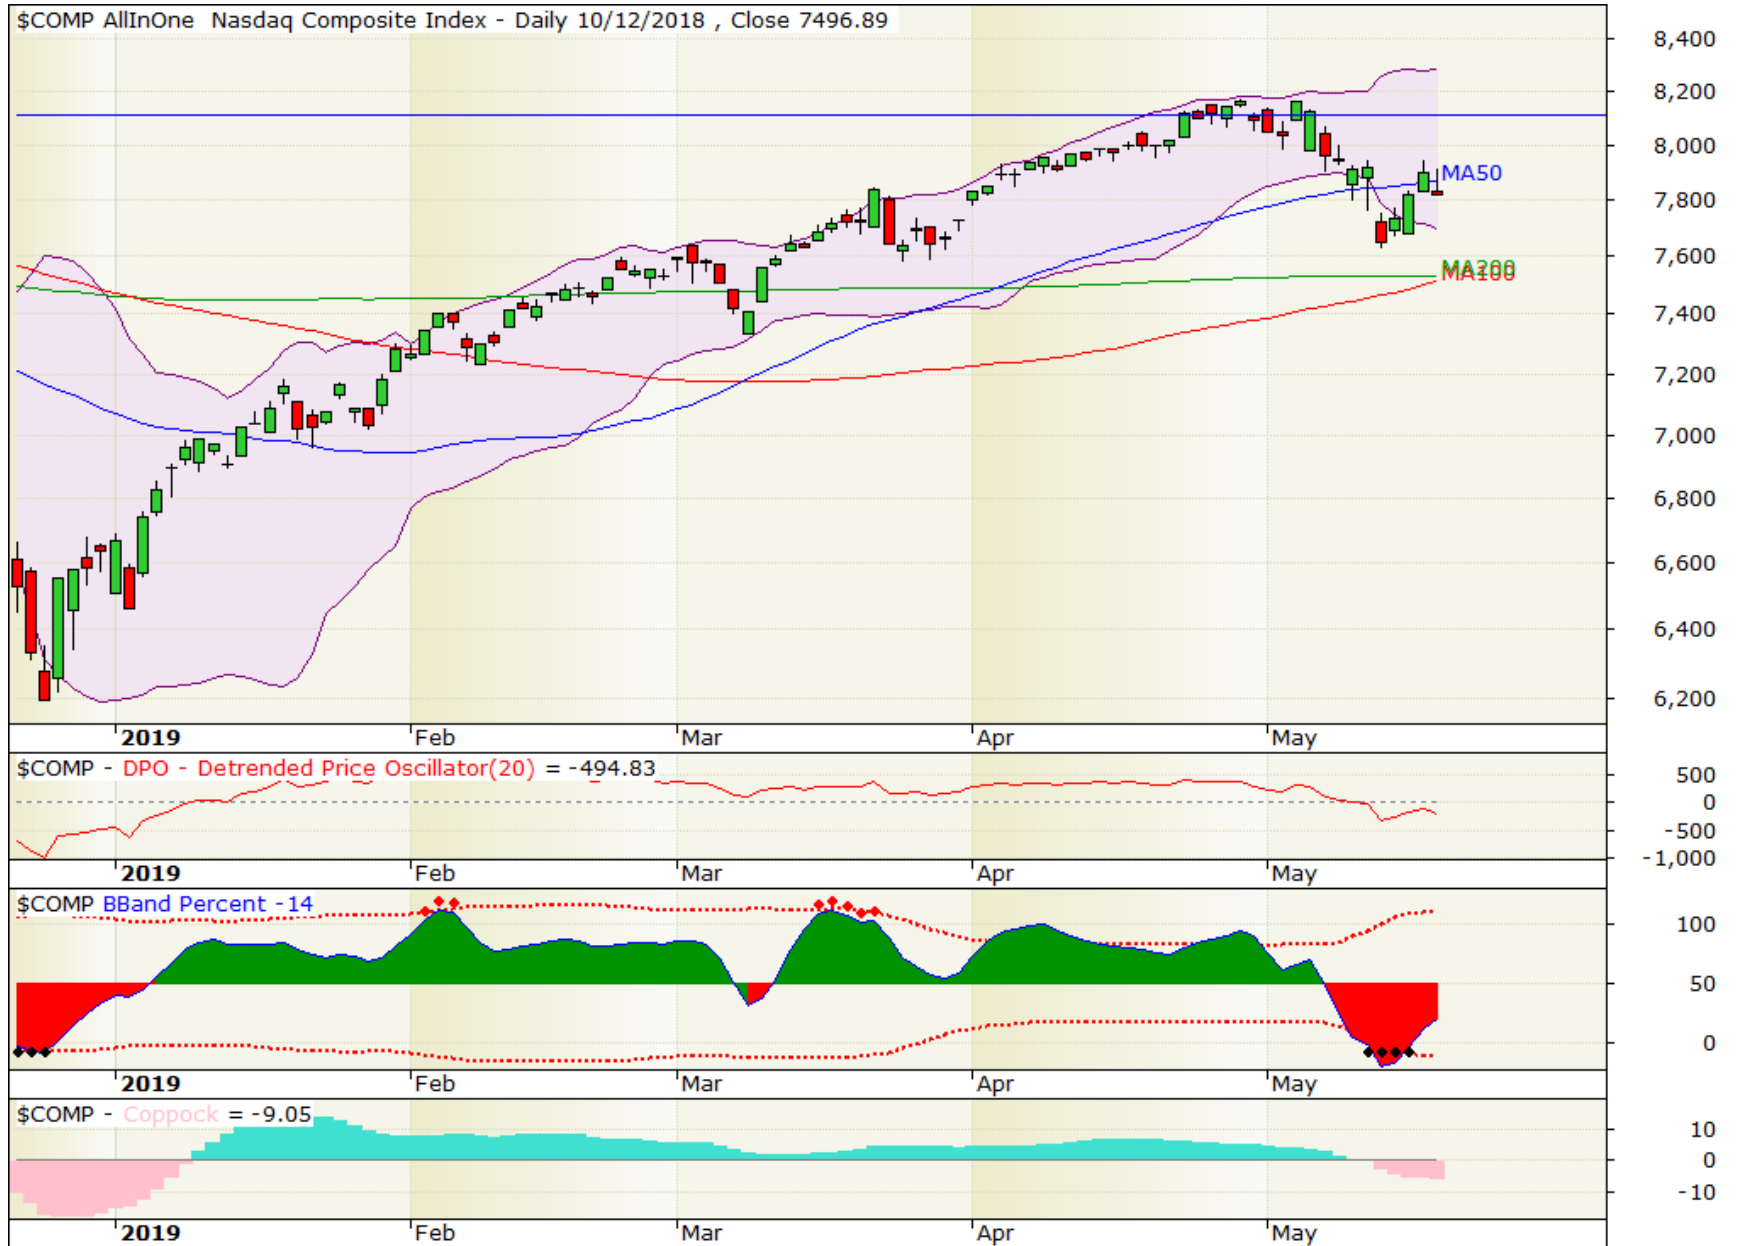 $COMP AllInOne  Nasdaq Composite Index - Daily 10/12/2018 , Close 7496.89
8,400
8,200
8,000
7,800
7,600
7,400
7,200
7,000
6,800
6,600
6,400
6,200
MA50
MA200
MA100
2019 Feb Mar Apr May
$COMP - DPO - Detrended Price Oscillator(20) = -494.83
500
0
-500
-1,000
2019 Feb Mar Apr May
$COMP BBand Percent -14
100
50
0
2019 Feb Mar Apr May
$COMP - Coppock = -9.05
10
0
-10
2019 Feb Mar Apr May